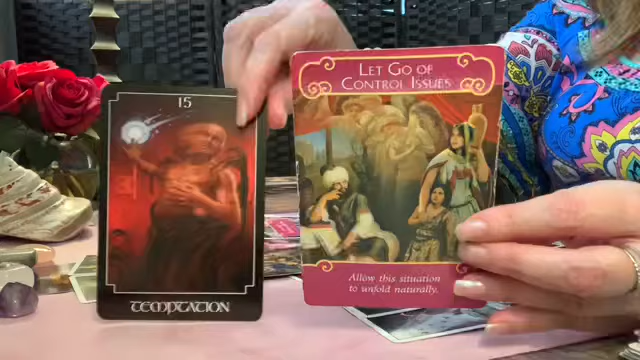 15
TEMPTATION
LET GO OF
CONTROL ISSUES
Allow this situation
to unfold naturally.